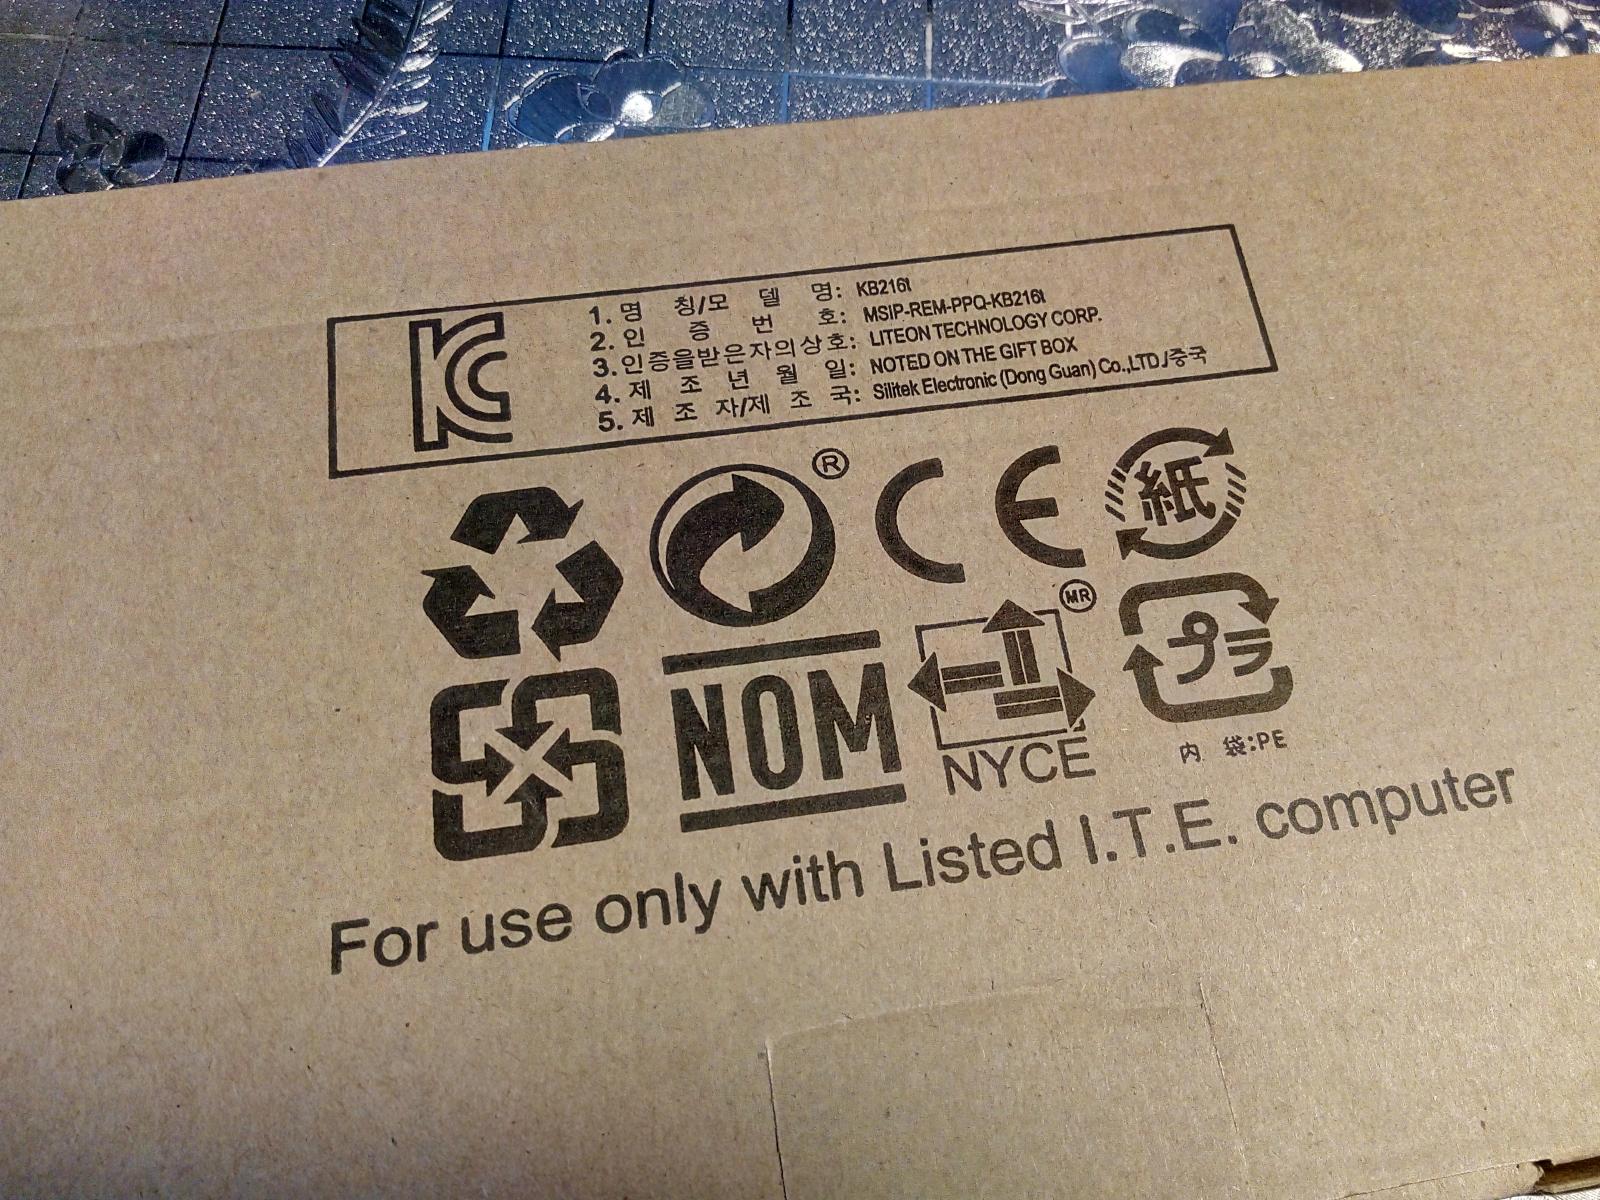 KC
1. 명 칭/모 델 명: KB216t
2. 인 증 번 호: MSIP-REM-PPQ-KB216t
3. 인증을받은자의상호: LITEON TECHNOLOGY CORP.
4. 제 조 년 월 일: NOTED ON THE GIFT BOX
5. 제 조 자/제 조 국: Silitek Electronic (Dong Guan) Co.,LTD./중국
® CE 紙
NOM
MR
NYCE
プラ
内 袋:PE
For use only with Listed I.T.E. computer